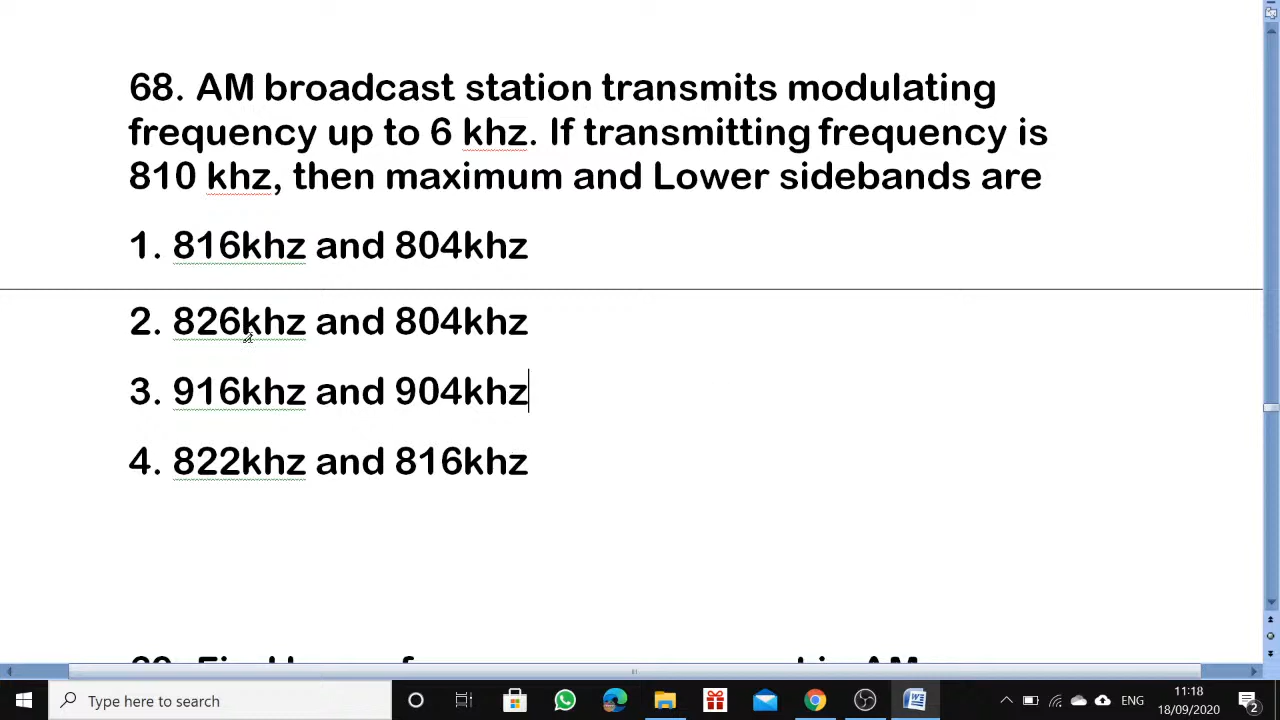 68. AM broadcast station transmits modulating
frequency up to 6 khz. If transmitting frequency is
810 khz, then maximum and Lower sidebands are
1. 816khz and 804khz
2. 826khz and 804khz
3. 916khz and 904khz
4. 822khz and 816khz
Type here to search
ENG
11:18
18/09/2020
2